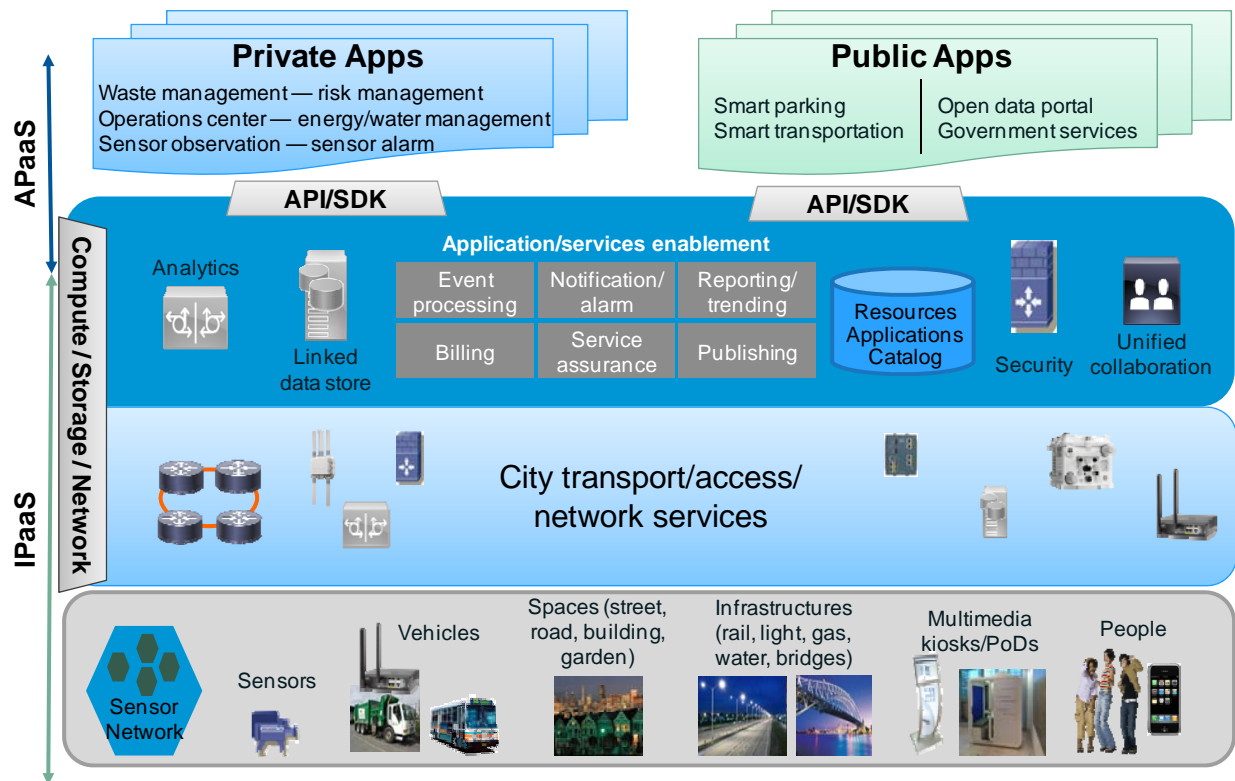 Private Apps
Waste management — risk management
Operations center — energy/water management
Sensor observation — sensor alarm
Public Apps
Smart parking
Smart transportation
Open data portal
Government services
APaaS
IPaaS
Compute / Storage / Network
API/SDK
API/SDK
Application/services enablement
Analytics
Linked
data store
Event
processing
Notification/
alarm
Reporting/
trending
Billing
Service
assurance
Publishing
Resources
Applications
Catalog
Security
Unified
collaboration
City transport/access/
network services
Sensor
Network
Sensors
Vehicles
Spaces (street,
road, building,
garden)
Infrastructures
(rail, light, gas,
water, bridges)
Multimedia
kiosks/PoDs
People